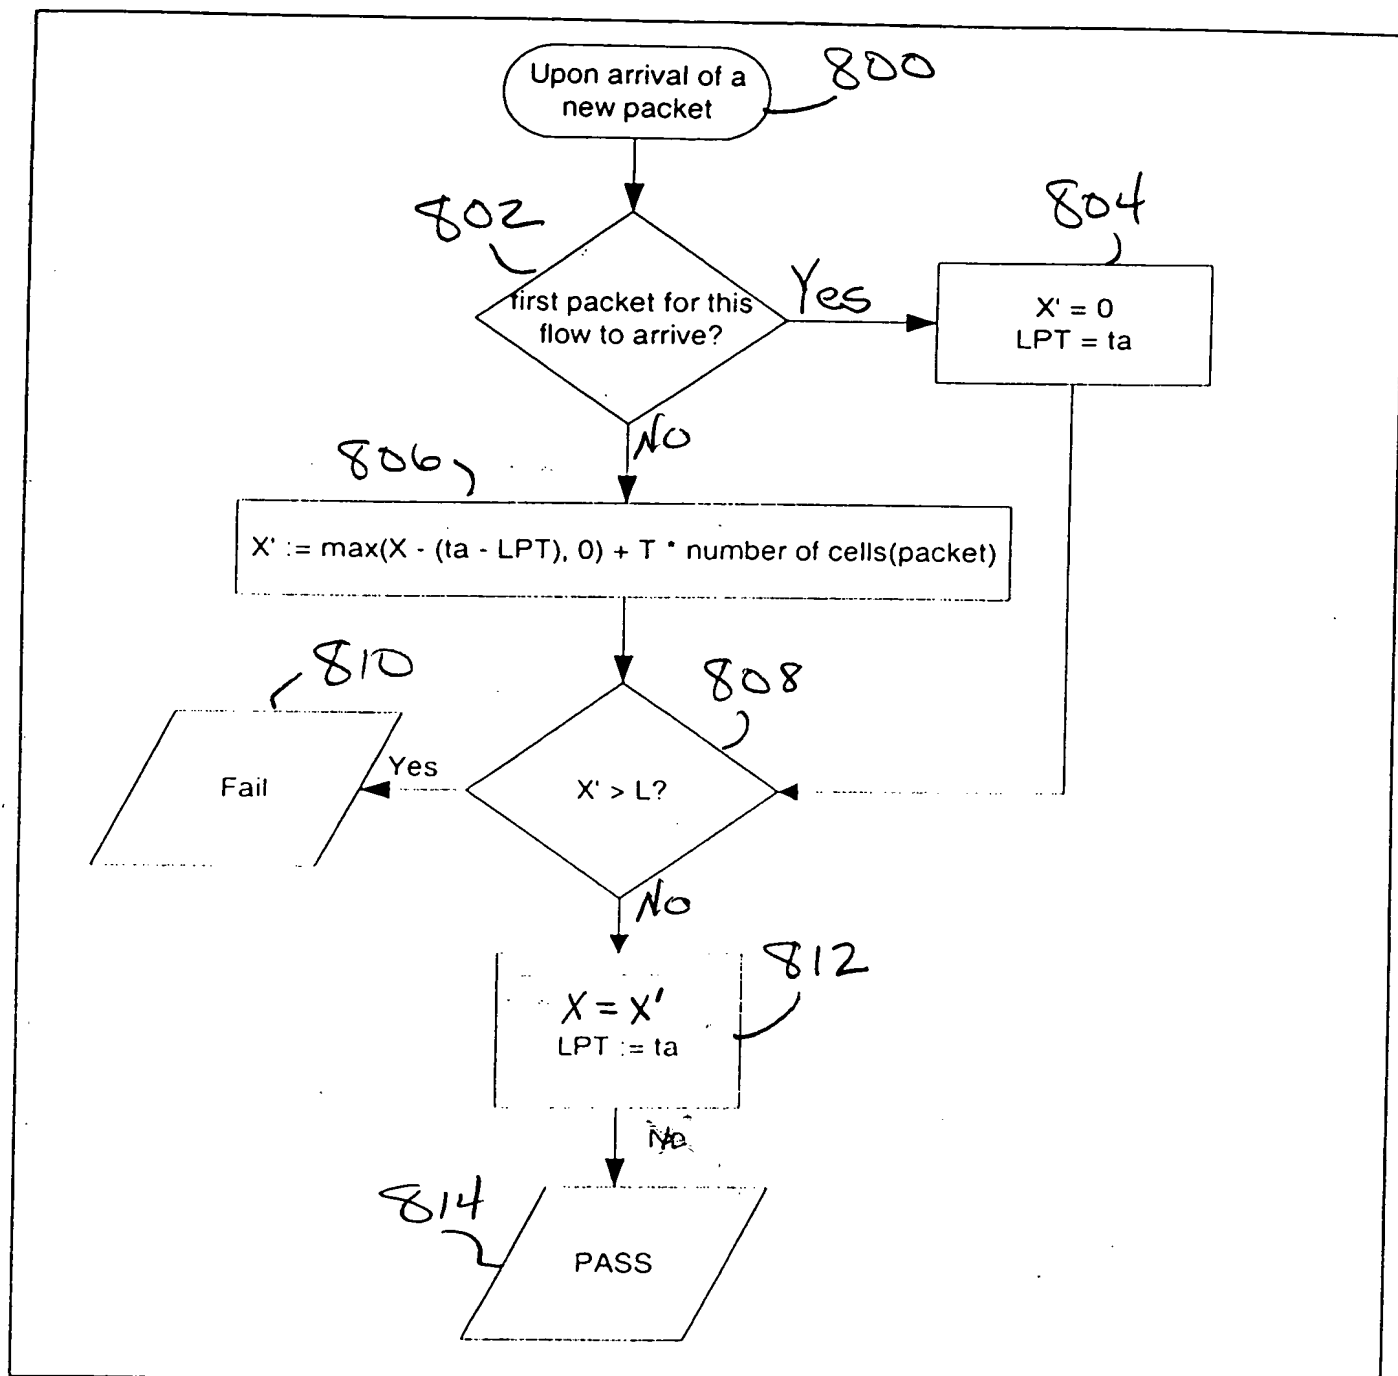 Upon arrival of a
new packet
800
802
804
first packet for this
flow to arrive?
Yes
X' = 0
LPT = ta
No
806
X' := max(X - (ta - LPT), 0) + T * number of cells(packet)
810
808
Fail
Yes
X' > L?
No
812
X = X'
LPT := ta
No
814
PASS